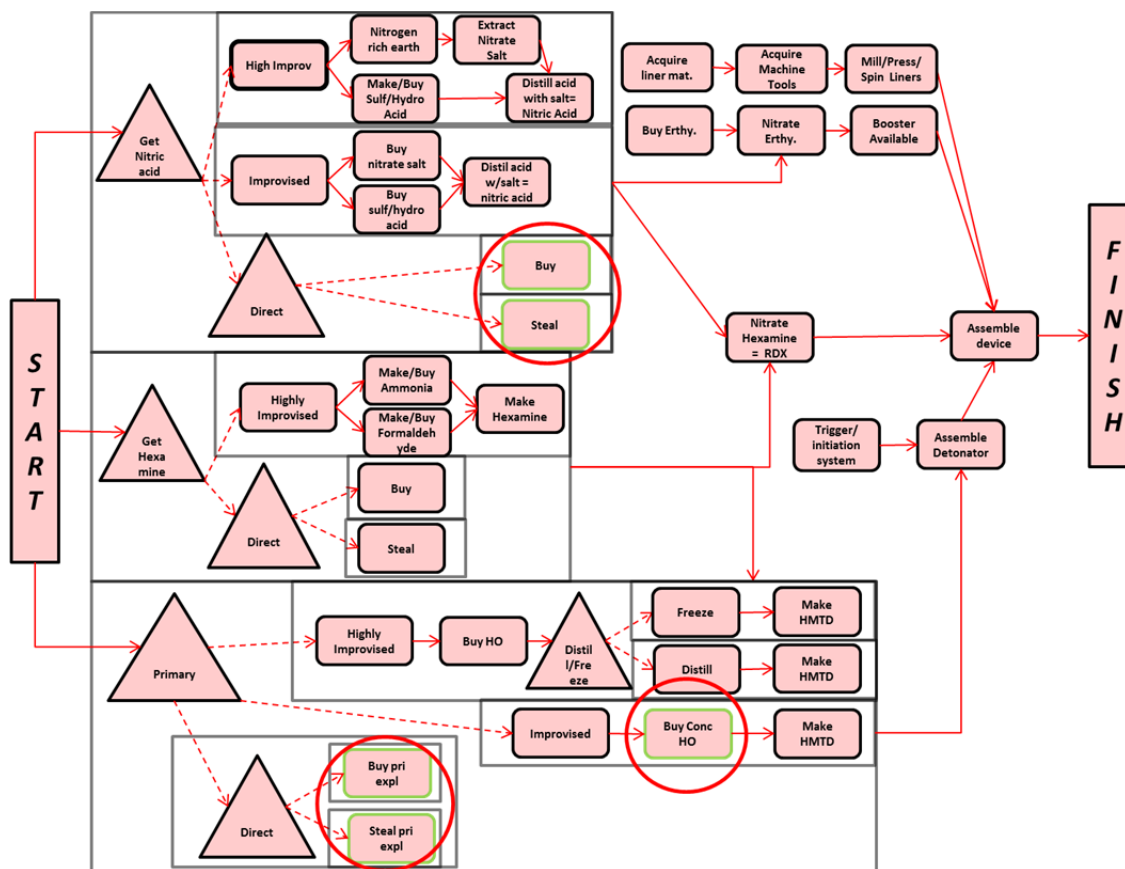 START
Get
Nitric
acid
High Improv
Nitrogen
rich earth
Extract
Nitrate
Salt
Make/Buy
Sulf/Hydro
Acid
Distill acid
with salt=
Nitric Acid
Improvised
Buy
nitrate salt
Buy
sulf/hydro
acid
Distil acid
w/salt =
nitric acid
Direct
Buy
Steal
Acquire
liner mat.
Acquire
Machine
Tools
Mill/Press/
Spin Liners
Buy Erthy.
Nitrate
Erthy.
Booster
Available
Nitrate
Hexamine
= RDX
Assemble
device
Trigger/
initiation
system
Assemble
Detonator
FINISH
Get
Hexa
mine
Highly
Improvised
Make/Buy
Ammonia
Make/Buy
Formaldeh
yde
Make
Hexamine
Direct
Buy
Steal
Primary
Highly
Improvised
Buy HO
Distil
l/Fre
eze
Freeze
Make
HMTD
Distill
Make
HMTD
Improvised
Buy Conc
HO
Make
HMTD
Direct
Buy pri
expl
Steal pri
expl